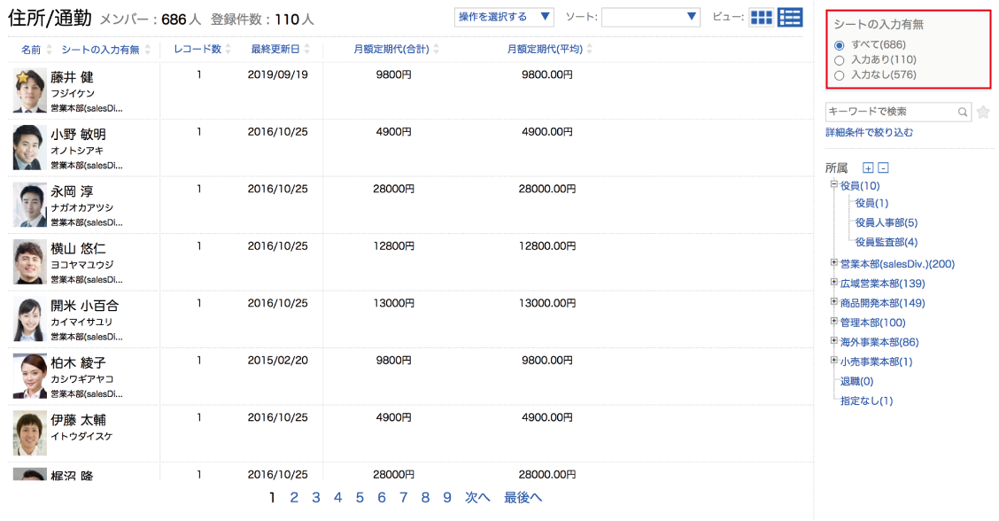 住所/通勤 メンバー：686人 登録件数：110人 操作を選択する ▼ ソート： ▼ ビュー：
名前 シートの入力有無 レコード数 最終更新日 月額定期代(合計) 月額定期代(平均)
藤井 健 1 2019/09/19 9800円 9800.00円
フジイケン
営業本部(salesDi...
小野 敏明 1 2016/10/25 4900円 4900.00円
オノトシアキ
営業本部(salesDi...
永岡 淳 1 2016/10/25 28000円 28000.00円
ナガオカアツシ
営業本部(salesDi...
横山 悠仁 1 2016/10/25 12800円 12800.00円
ヨコヤマユウジ
営業本部(salesDi...
開米 小百合 1 2016/10/25 13000円 13000.00円
カイマイサユリ
営業本部(salesDi...
柏木 綾子 1 2015/02/20 9800円 9800.00円
カシワギアヤコ
営業本部(salesDi...
伊藤 太輔 1 2016/10/25 4900円 4900.00円
イトウダイスケ
梶沼 隆 1 2016/10/25 28000円 28000.00円
1 2 3 4 5 6 7 8 9 次へ 最後へ
シートの入力有無
すべて(686)
入力あり(110)
入力なし(576)
キーワードで検索
詳細条件で絞り込む
所属 + -
役員(10)
役員(1)
役員人事部(5)
役員監査部(4)
営業本部(salesDiv.)(200)
広域営業本部(139)
商品開発本部(149)
管理本部(100)
海外事業本部(86)
小売事業本部(1)
退職(0)
指定なし(1)